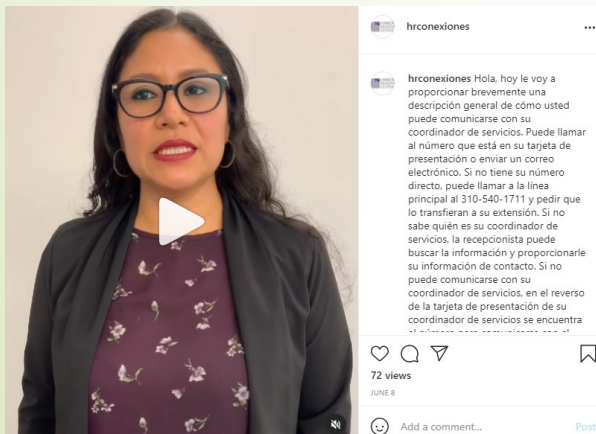 hrconexiones
hrconexiones Hola, hoy le voy a
proporcionar brevemente una
descripción general de cómo usted
puede comunicarse con su
coordinador de servicios. Puede llamar
al número que está en su tarjeta de
presentación o enviar un correo
electrónico. Si no tiene su número
directo, puede llamar a la línea
principal al 310-540-1711 y pedir que
lo transfieran a su extensión. Si no
sabe quién es su coordinador de
servicios, la recepcionista puede
buscar la información y proporcionarle
su información de contacto. Si no
puede comunicarse con su
coordinador de servicios, en el reverso
de la tarjeta de presentación de su
coordinador de servicios se encuentra
72 views
JUNE 8
Add a comment...
Post